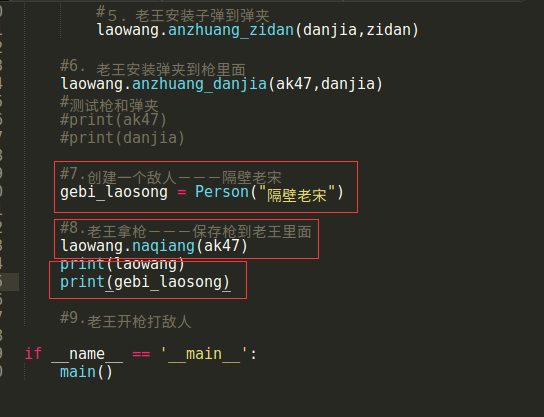 #５. 老王安装子弹到弹夹
laowang.anzhuang_zidan(danjia,zidan)
#6. 老王安装弹夹到枪里面
laowang.anzhuang_danjia(ak47,danjia)
#测试枪和弹夹
#print(ak47)
#print(danjia)
#7.创建一个敌人－－－隔壁老宋
gebi_laosong = Person("隔壁老宋")
#8.老王拿枪－－－保存枪到老王里面
laowang.naqiang(ak47)
print(laowang)
print(gebi_laosong)
#9.老王开枪打敌人
if __name__ == '__main__':
main()